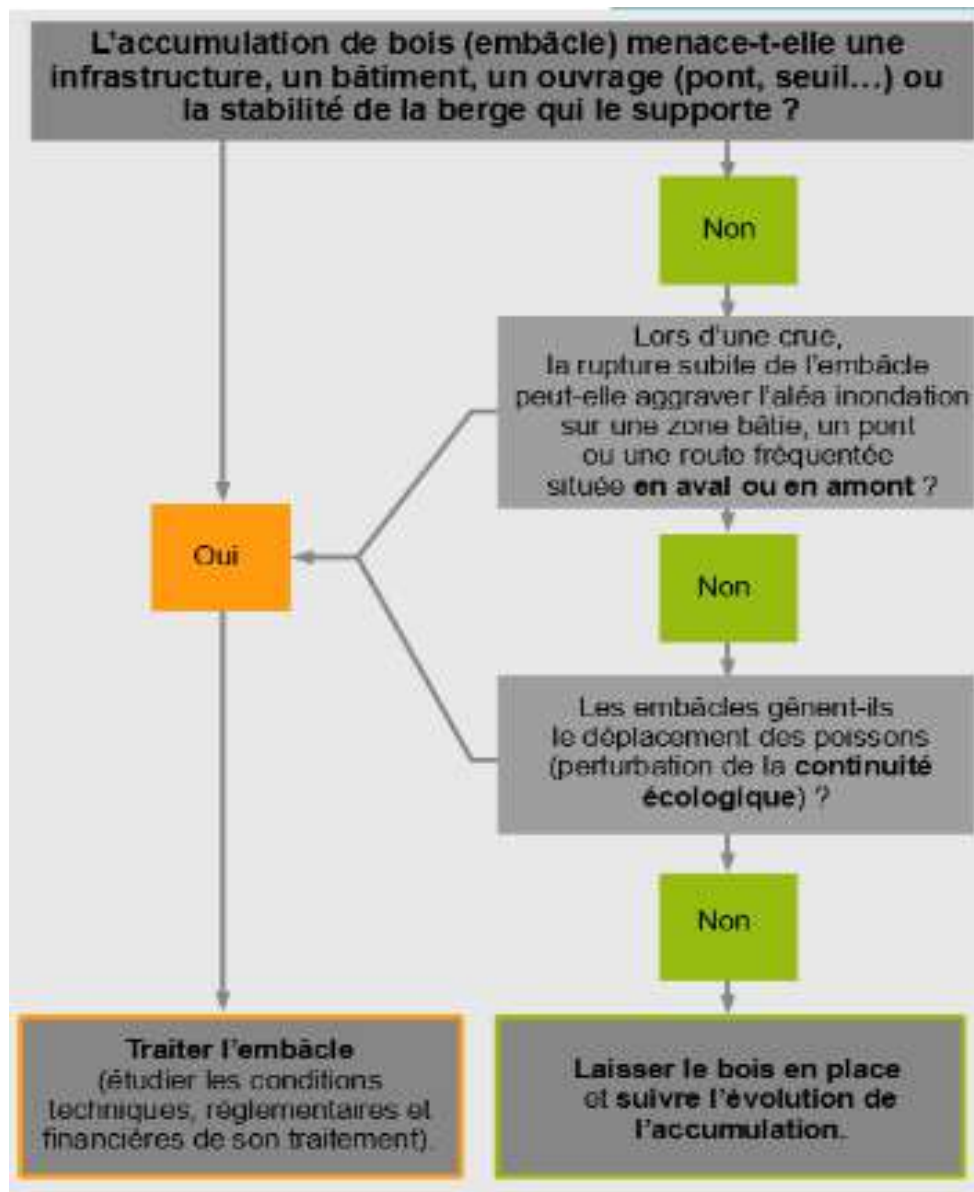 L'accumulation de bois (embâcle) menace-t-elle une
infrastructure, un bâtiment, un ouvrage (pont, seuil...) ou
la stabilité de la berge qui le supporte ?
Non
Lors d'une crue,
la rupture subite de l'embâcle
peut-elle aggraver l'aléa inondation
sur une zone bâtie, un pont
ou une route fréquentée
située en aval ou en amont ?
Oui
Non
Les embâcles gênent-ils
le déplacement des poissons
(perturbation de la continuité
écologique) ?
Non
Traiter l'embâcle
(étudier les conditions
techniques, réglementaires et
financières de son traitement).
Laisser le bois en place
et suivre l'évolution de
l'accumulation.